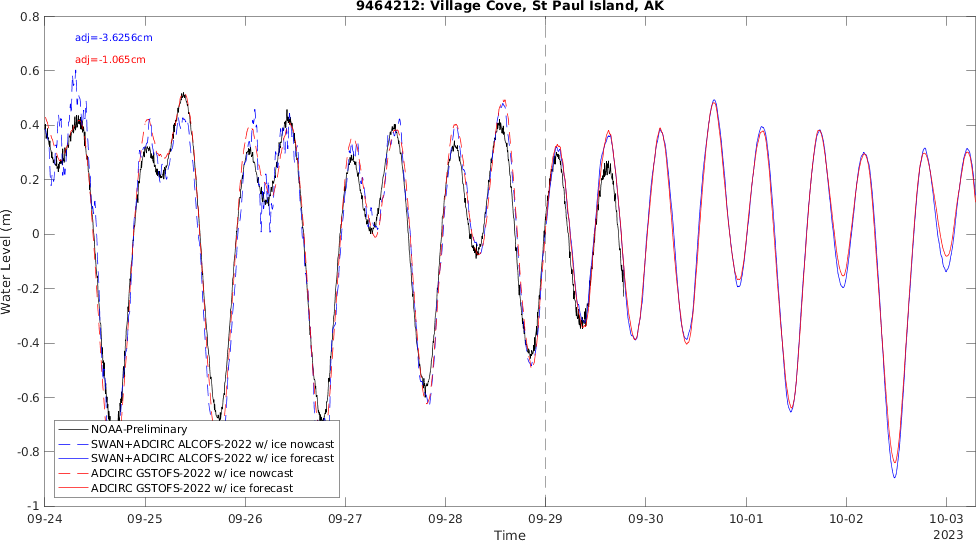 9464212: Village Cove, St Paul Island, AK
adj=-3.6256cm
adj=-1.065cm
0.8
0.6
0.4
0.2
0
-0.2
-0.4
-0.6
-0.8
-1
Water Level (m)
NOAA-Preliminary
SWAN+ADCIRC ALCOFS-2022 w/ ice nowcast
SWAN+ADCIRC ALCOFS-2022 w/ ice forecast
ADCIRC GSTOFS-2022 w/ ice nowcast
ADCIRC GSTOFS-2022 w/ ice forecast
09-24 09-25 09-26 09-27 09-28 09-29 09-30 10-01 10-02 10-03
2023
Time